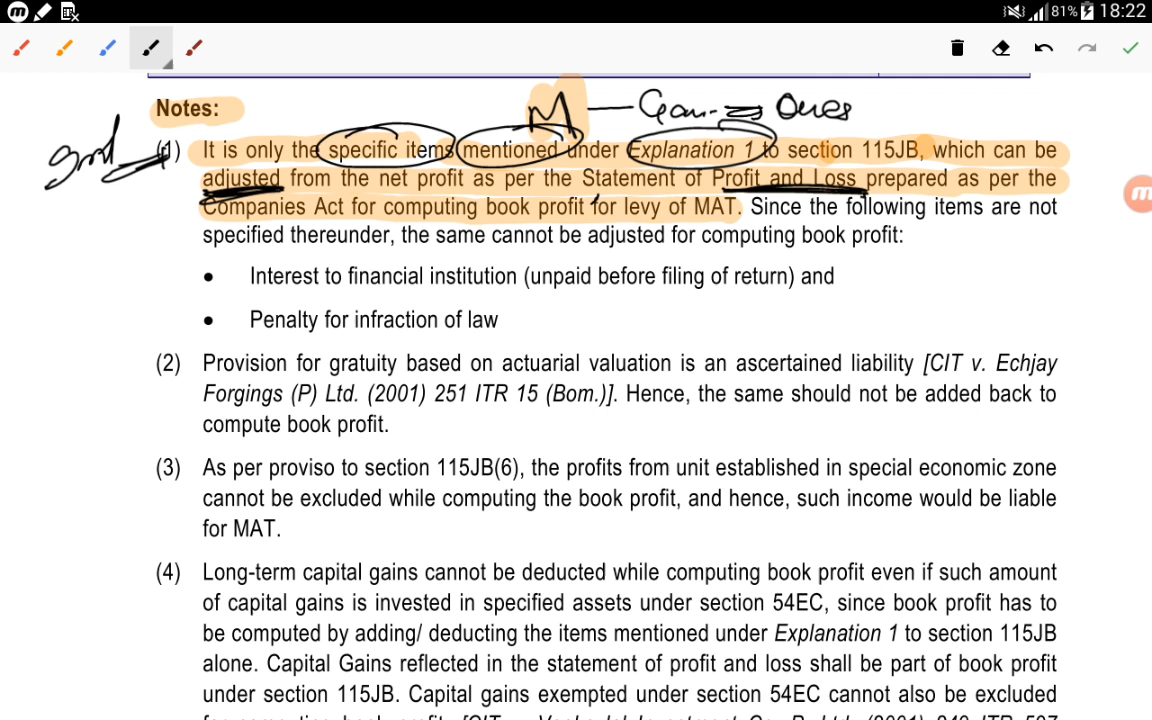 81% 18:22
Notes:
M
(1) It is only the specific items mentioned under Explanation 1 to section 115JB, which can be
adjusted from the net profit as per the Statement of Profit and Loss prepared as per the
Companies Act for computing book profit for levy of MAT. Since the following items are not
specified thereunder, the same cannot be adjusted for computing book profit:
• Interest to financial institution (unpaid before filing of return) and
• Penalty for infraction of law
(2) Provision for gratuity based on actuarial valuation is an ascertained liability [CIT v. Echjay
Forgings (P) Ltd. (2001) 251 ITR 15 (Bom.)]. Hence, the same should not be added back to
compute book profit.
(3) As per proviso to section 115JB(6), the profits from unit established in special economic zone
cannot be excluded while computing the book profit, and hence, such income would be liable
for MAT.
(4) Long-term capital gains cannot be deducted while computing book profit even if such amount
of capital gains is invested in specified assets under section 54EC, since book profit has to
be computed by adding/ deducting the items mentioned under Explanation 1 to section 115JB
alone. Capital Gains reflected in the statement of profit and loss shall be part of book profit
under section 115JB. Capital gains exempted under section 54EC cannot also be excluded